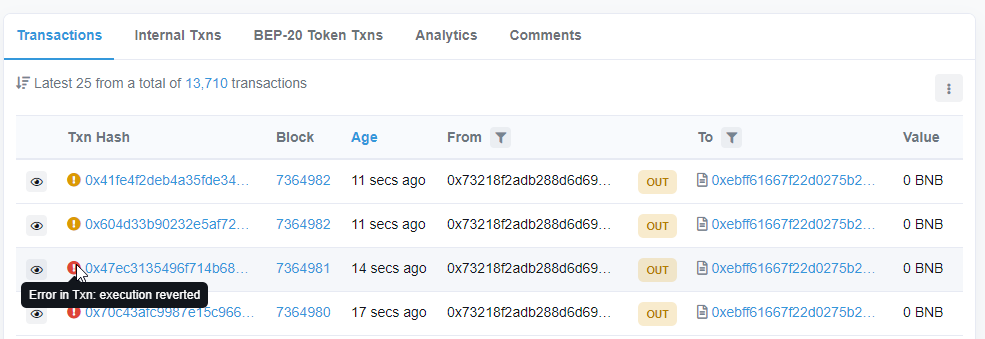 Transactions Internal Txns BEP-20 Token Txns Analytics Comments
Latest 25 from a total of 13,710 transactions
Txn Hash Block Age From To Value
0x41fe4f2deb4a35fde34... 7364982 11 secs ago 0x73218f2adb288d6d69... OUT 0xebff61667f22d0275b2... 0 BNB
0x604d33b90232e5af72... 7364982 11 secs ago 0x73218f2adb288d6d69... OUT 0xebff61667f22d0275b2... 0 BNB
0x47ec3135496f714b68... 7364981 14 secs ago 0x73218f2adb288d6d69... OUT 0xebff61667f22d0275b2... 0 BNB
Error in Txn: execution reverted
0x70c43afc9987e15c966... 7364980 17 secs ago 0x73218f2adb288d6d69... OUT 0xebff61667f22d0275b2... 0 BNB